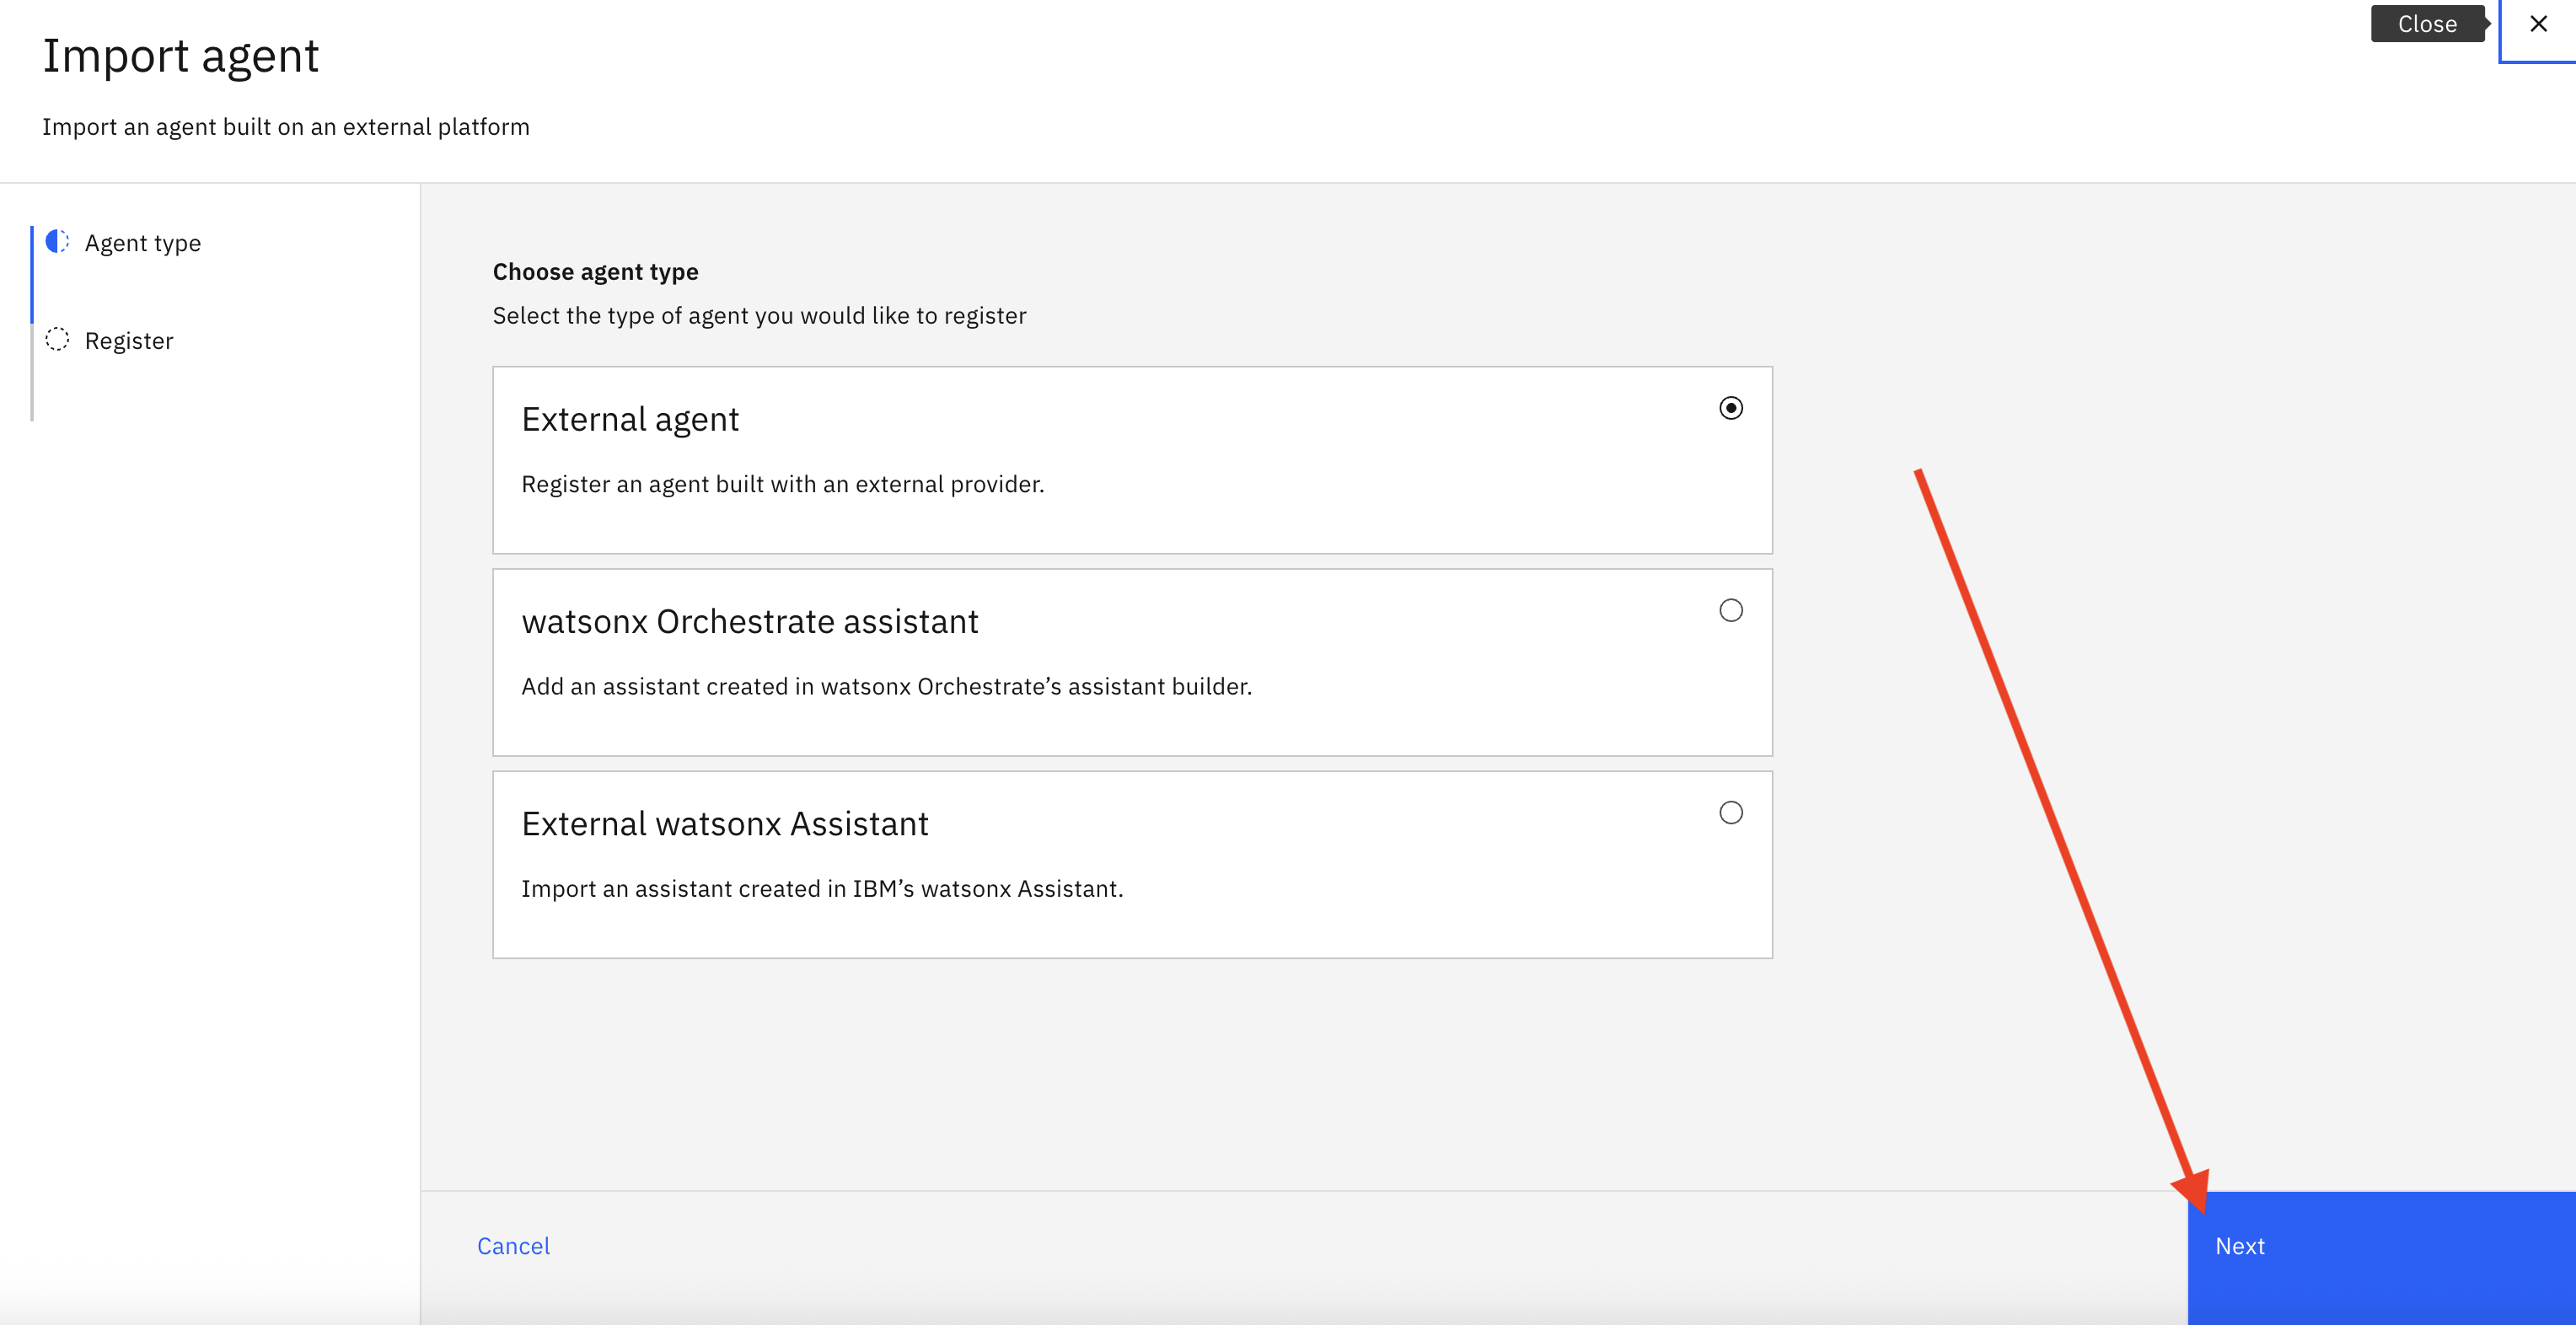 Import agent
Close
Import an agent built on an external platform
Agent type
Register
Choose agent type
Select the type of agent you would like to register
External agent
Register an agent built with an external provider.
watsonx Orchestrate assistant
Add an assistant created in watsonx Orchestrate’s assistant builder.
External watsonx Assistant
Import an assistant created in IBM’s watsonx Assistant.
Cancel
Next